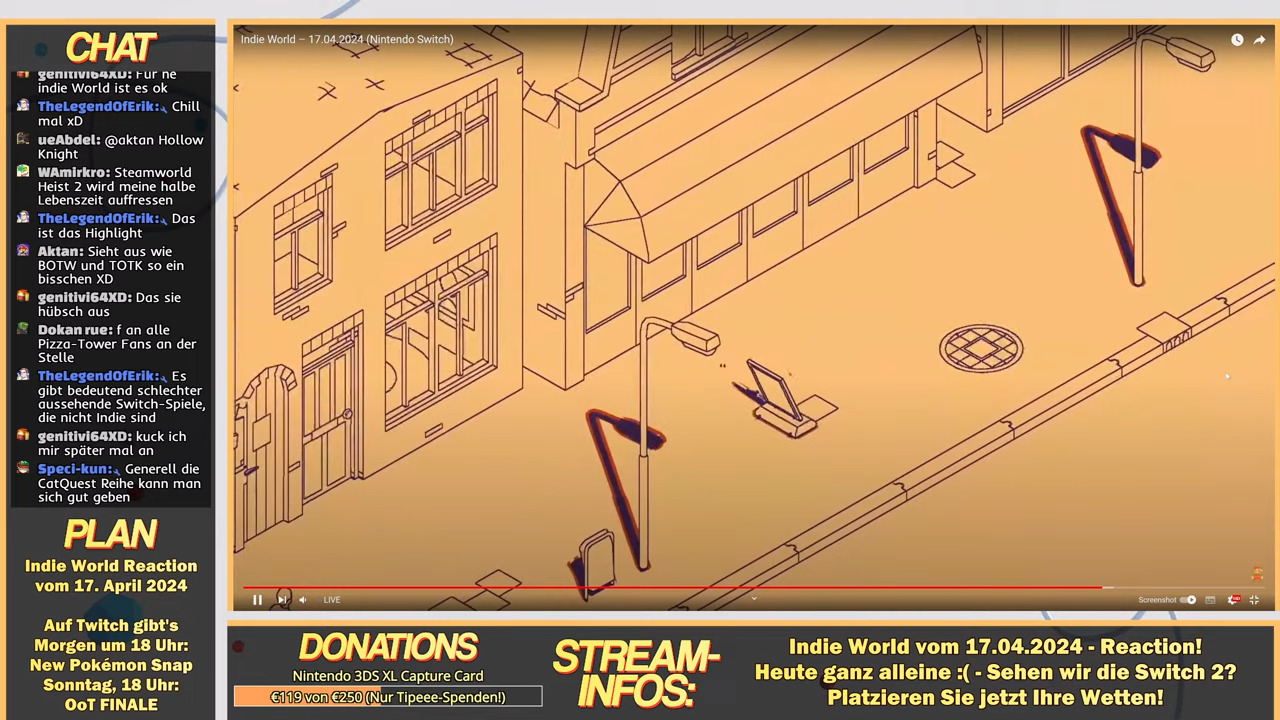 CHAT
genitivi64XD: Für ne
indie World ist es ok
TheLegendOfErik: Chill
mal xD
ueAbdel: @aktan Hollow
Knight
WAmirkro: Steamworld
Heist 2 wird meine halbe
Lebenszeit auffressen
TheLegendOfErik: Das
ist das Highlight
Aktan: Sieht aus wie
BOTW und TOTK so ein
bisschen XD
genitivi64XD: Das sie
hübsch aus
Dokan rue: f an alle
Pizza-Tower Fans an der
Stelle
TheLegendOfErik: Es
gibt bedeutend schlechter
aussehende Switch-Spiele,
die nicht Indie sind
genitivi64XD: kuck ich
mir später mal an
Speci-kun: Generell die
CatQuest Reihe kann man
sich gut geben
PLAN
Indie World Reaction
vom 17. April 2024
Auf Twitch gibt's
Morgen um 18 Uhr:
New Pokémon Snap
Sonntag, 18 Uhr:
OoT FINALE
Indie World – 17.04.2024 (Nintendo Switch)
LIVE
Screenshot
DONATIONS
Nintendo 3DS XL Capture Card
€119 von €250 (Nur Tipeee-Spenden!)
STREAM-
INFOS:
Indie World vom 17.04.2024 - Reaction!
Heute ganz alleine :( - Sehen wir die Switch 2?
Platzieren Sie jetzt Ihre Wetten!